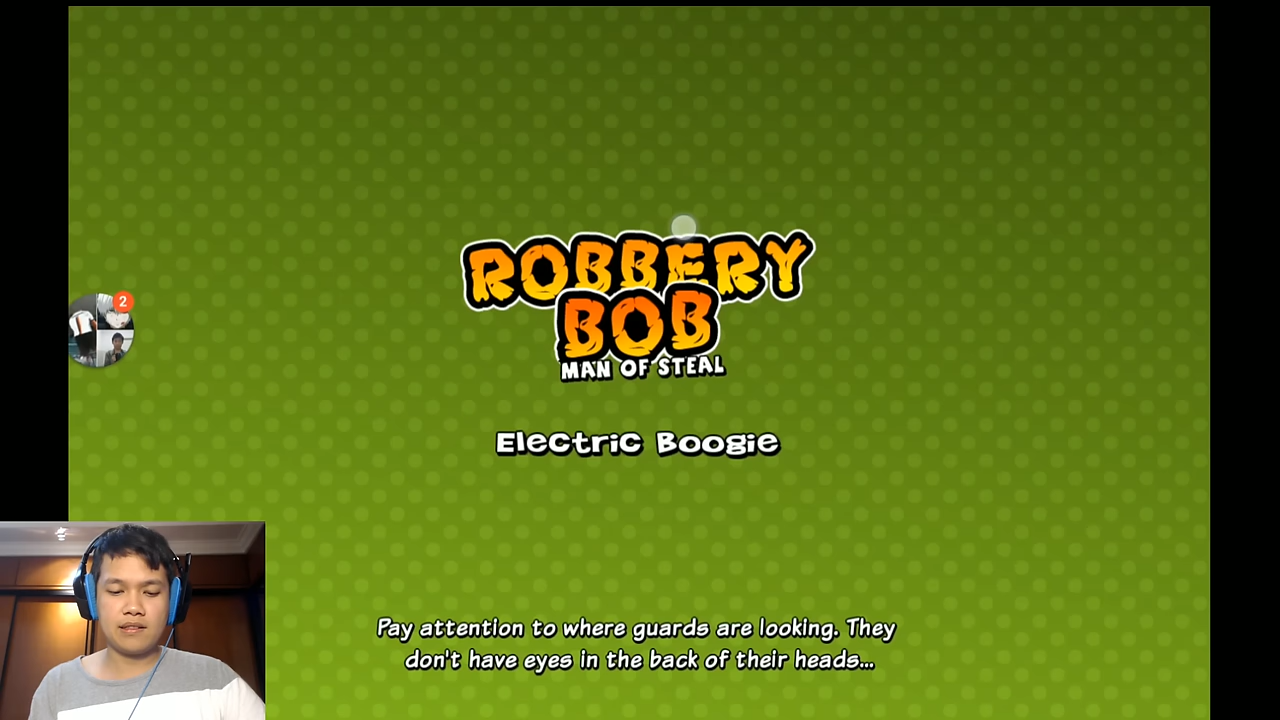 2
ROBBERY
BOB
MAN OF STEAL
Electric Boogie
Pay attention to where guards are looking. They
don't have eyes in the back of their heads...